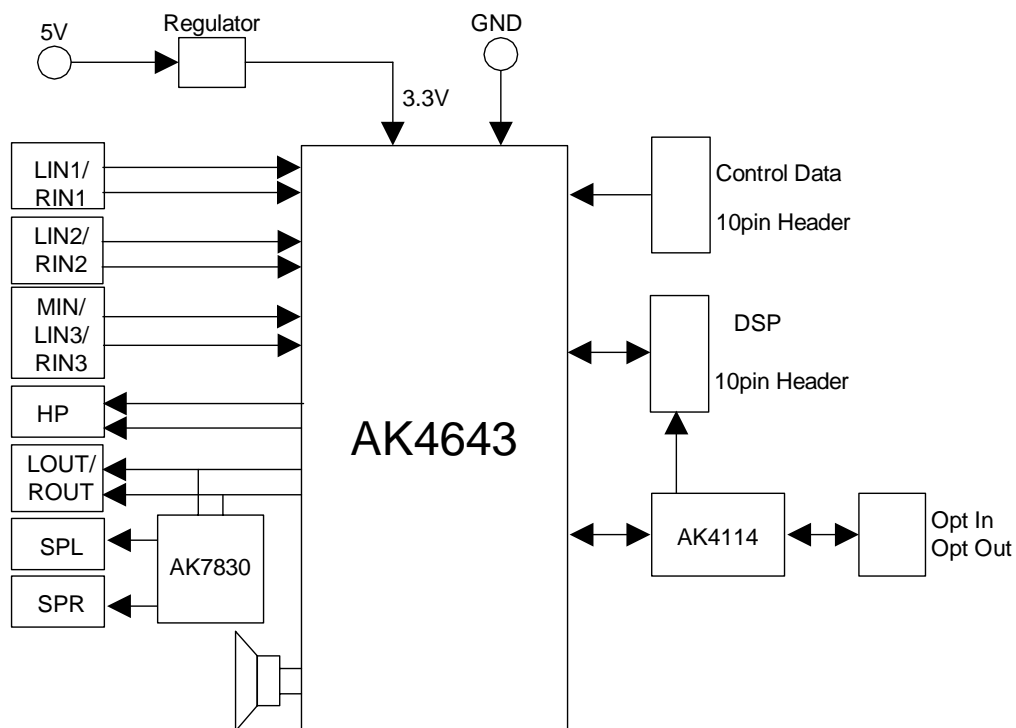 5V
Regulator
GND
3.3V
LIN1/
RIN1
LIN2/
RIN2
MIN/
LIN3/
RIN3
HP
LOUT/
ROUT
SPL
SPR
AK7830
AK4643
Control Data
10pin Header
DSP
10pin Header
AK4114
Opt In
Opt Out